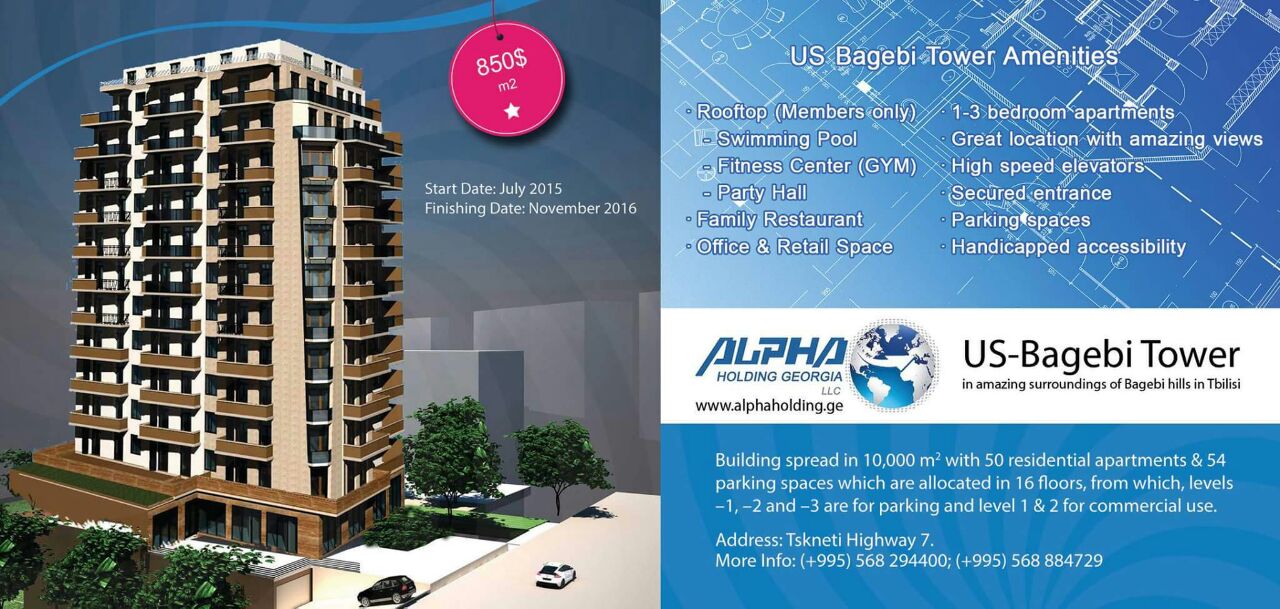 850$
m2
Start Date: July 2015
Finishing Date: November 2016
US Bagebi Tower Amenities
· Rooftop (Members only)
- Swimming Pool
- Fitness Center (GYM)
- Party Hall
· Family Restaurant
· Office & Retail Space
· 1-3 bedroom apartments
· Great location with amazing views
· High speed elevators
· Secured entrance
· Parking spaces
· Handicapped accessibility
ALPHA
HOLDING GEORGIA
LLC
www.alphaholding.ge
US-Bagebi Tower
in amazing surroundings of Bagebi hills in Tbilisi
Building spread in 10,000 m² with 50 residential apartments & 54
parking spaces which are allocated in 16 floors, from which, levels
–1, –2 and –3 are for parking and level 1 & 2 for commercial use.
Address: Tskneti Highway 7.
More Info: (+995) 568 294400; (+995) 568 884729